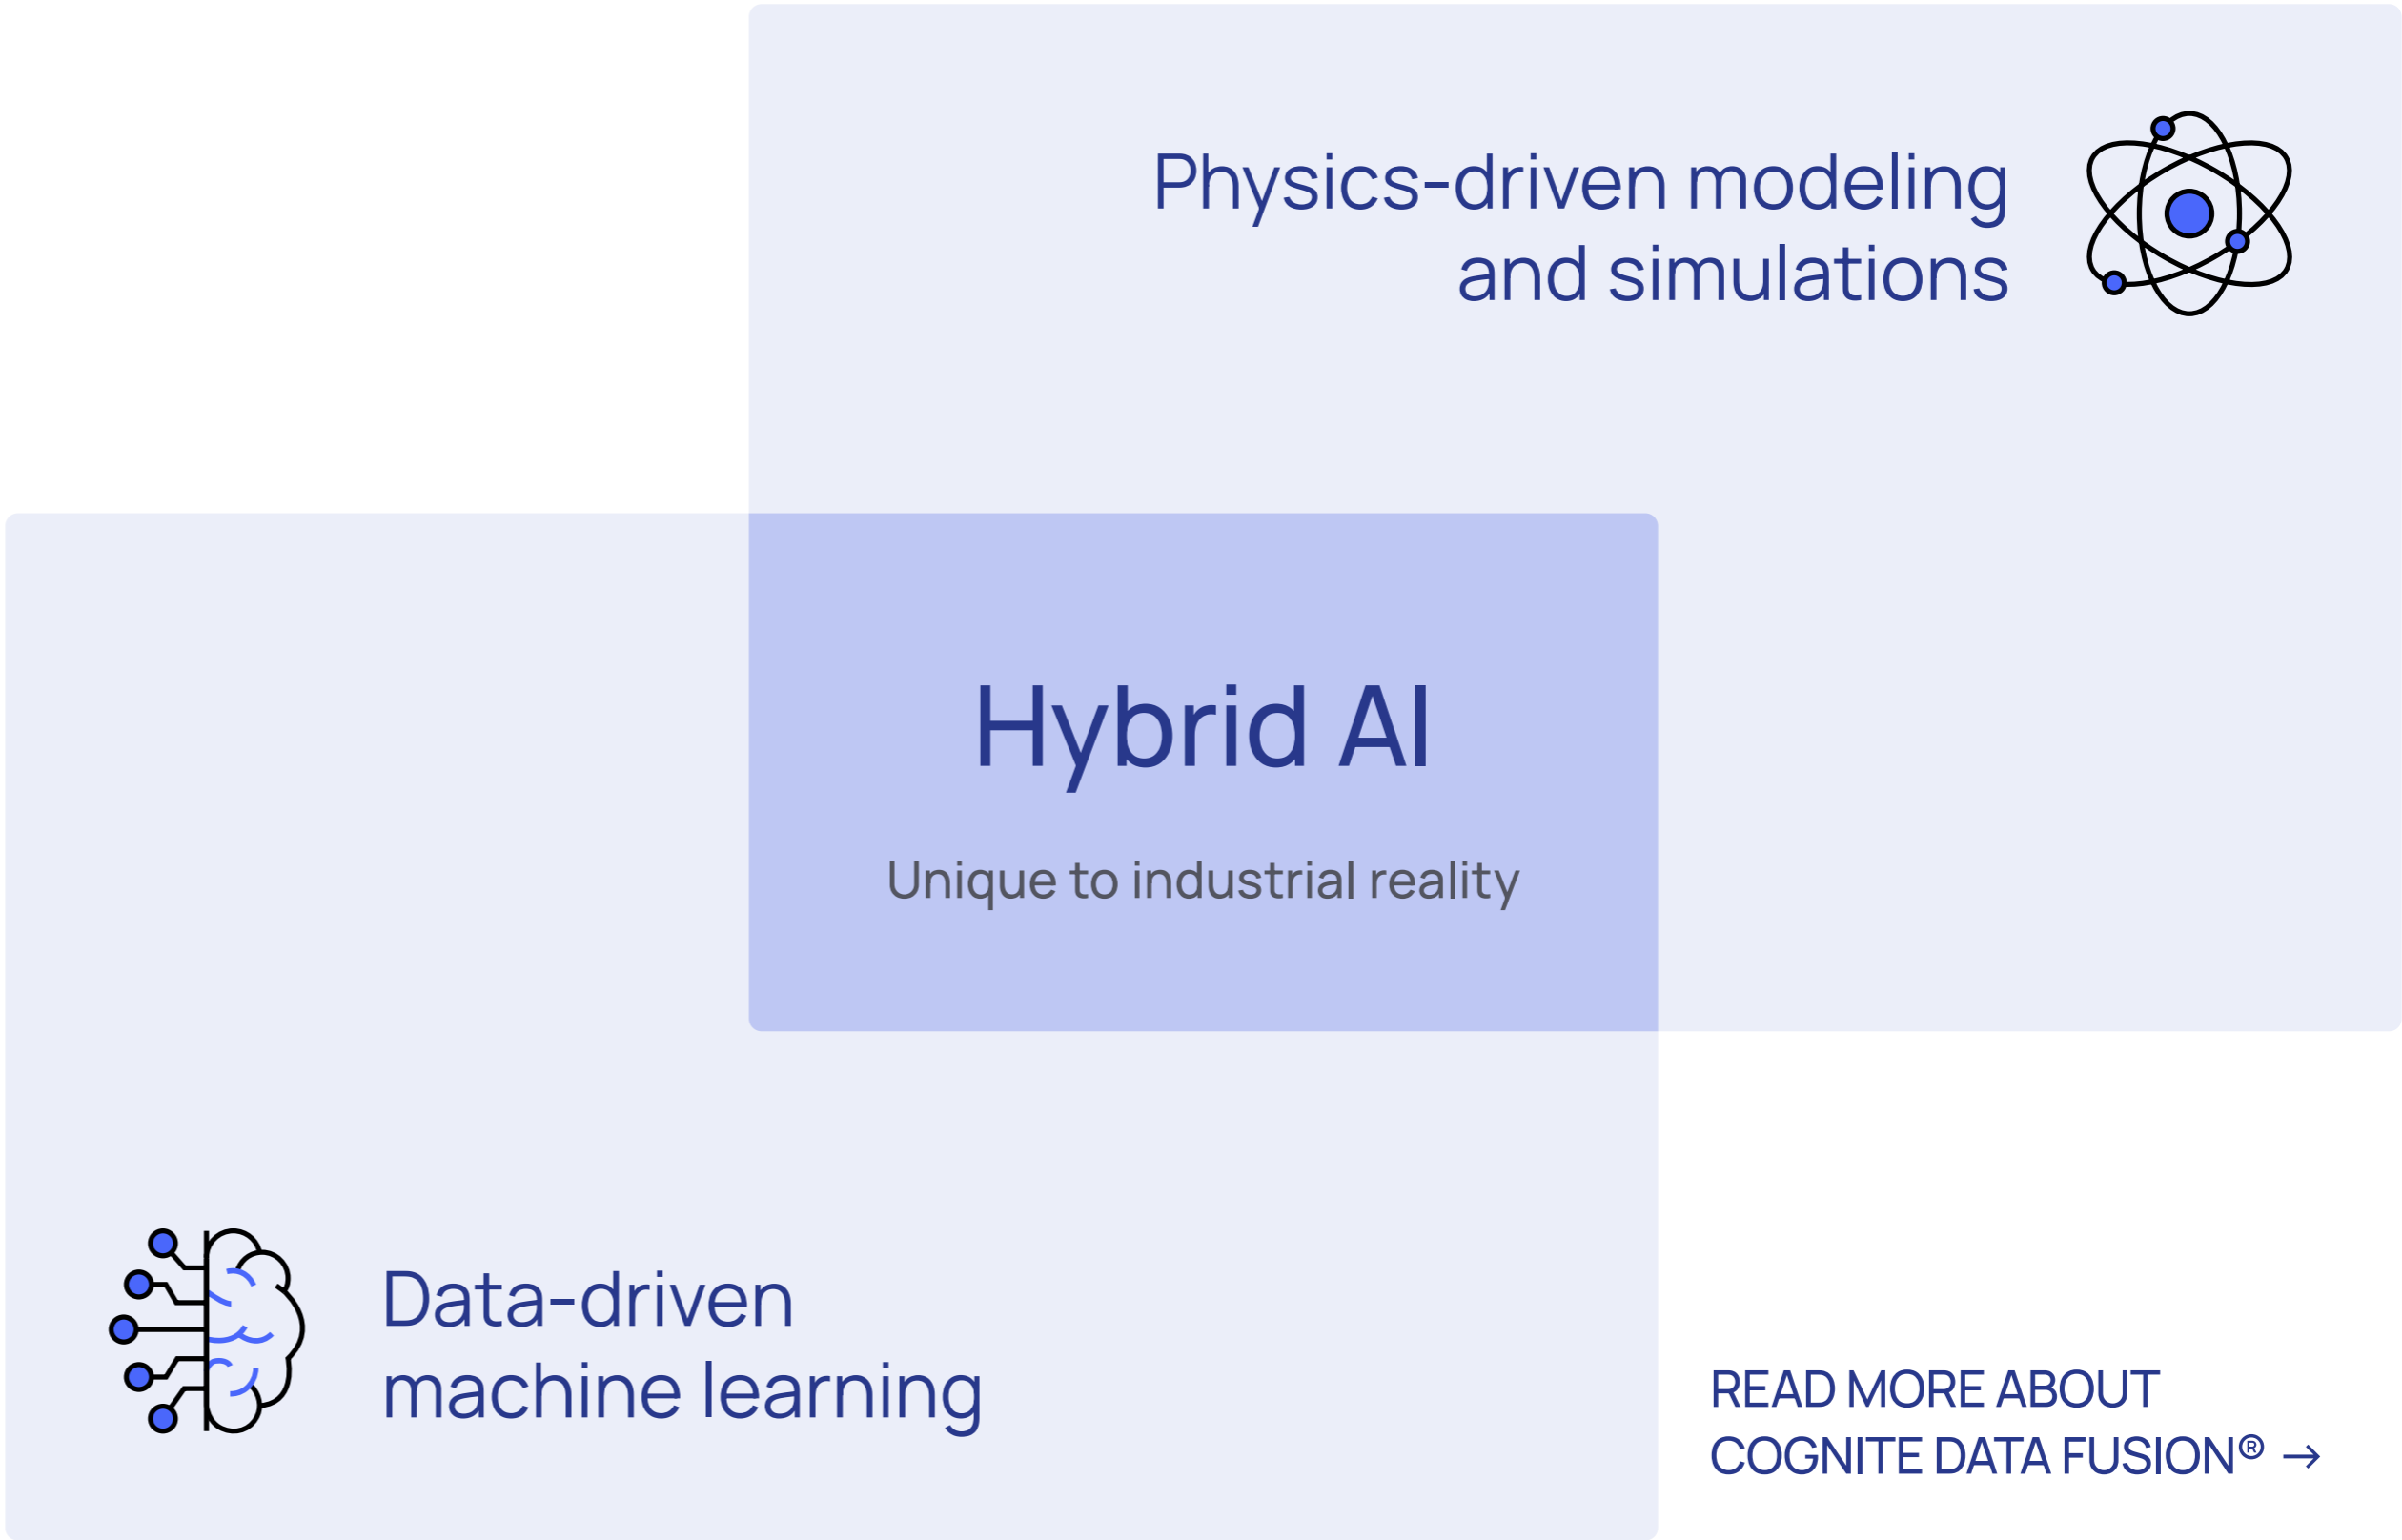 Physics-driven modeling
and simulations
Hybrid AI
Unique to industrial reality
Data-driven
machine learning
READ MORE ABOUT
COGNITE DATA FUSION® →